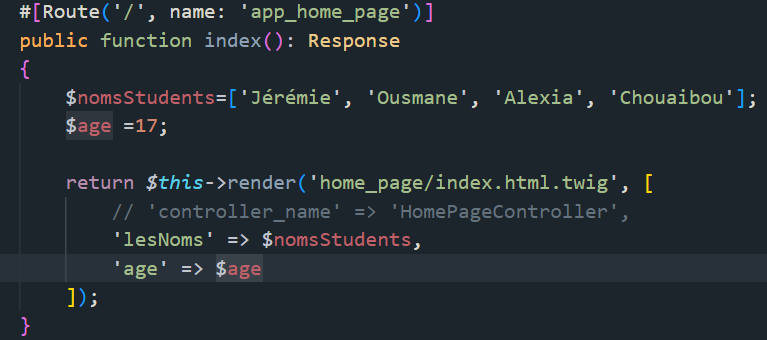 #[Route('/', name: 'app_home_page')]
public function index(): Response
{
$nomsStudents=['Jérémie', 'Ousmane', 'Alexia', 'Chouaibou'];
$age =17;
return $this->render('home_page/index.html.twig', [
// 'controller_name' => 'HomePageController',
'lesNoms' => $nomsStudents,
'age' => $age
]);
}